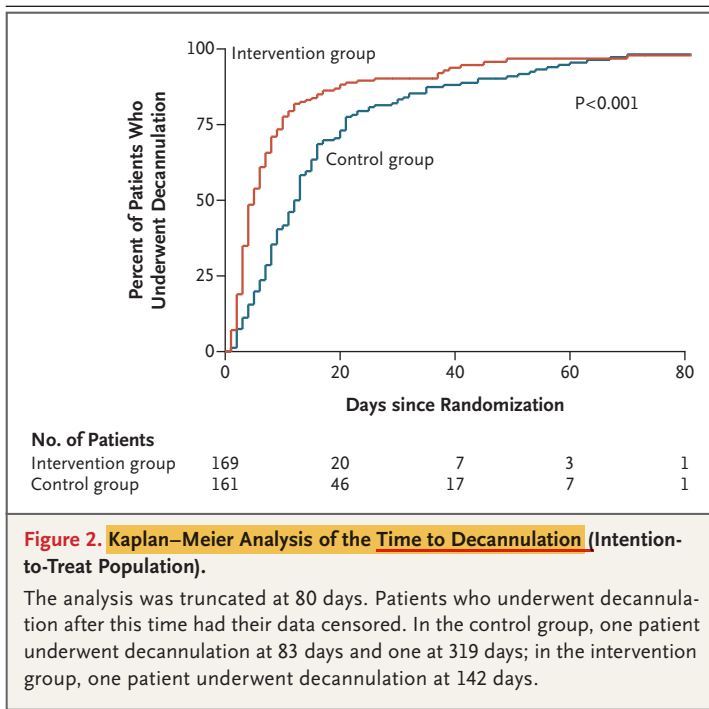 100
Intervention group
P<0.001
75
Control group
50
25
0
Percent of Patients Who
Underwent Decannulation
0 20 40 60 80
Days since Randomization
No. of Patients
Intervention group 169 20 7 3 1
Control group 161 46 17 7 1
Figure 2. Kaplan–Meier Analysis of the Time to Decannulation (Intention-
to-Treat Population).
The analysis was truncated at 80 days. Patients who underwent decannula-
tion after this time had their data censored. In the control group, one patient
underwent decannulation at 83 days and one at 319 days; in the intervention
group, one patient underwent decannulation at 142 days.